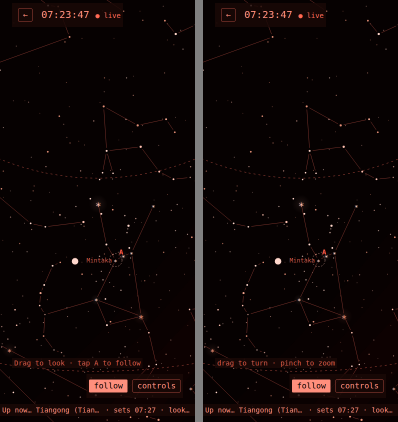 ← 07:23:47 ● live
A
Mintaka
Drag to look · tap A to follow
follow controls
Up now… Tiangong (Tian… · sets 07:27 · look…
← 07:23:47 ● live
A
Mintaka
drag to turn · pinch to zoom
follow controls
Up now… Tiangong (Tian… · sets 07:27 · look…